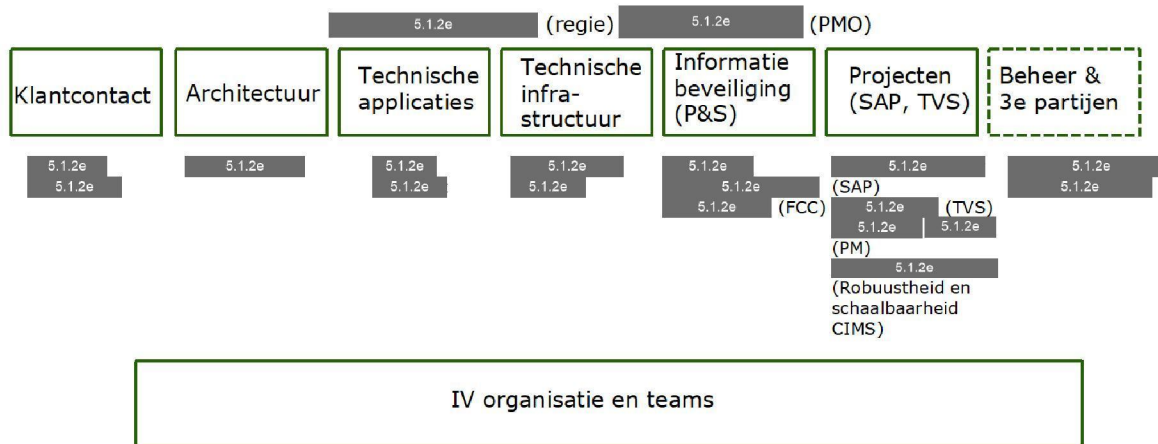 5.1.2e (regie) 5.1.2e (PMO)
Klantcontact
Architectuur
Technische
applicaties
Technische
infra-
structuur
Informatie
beveiliging
(P&S)
Projecten
(SAP, TVS)
Beheer &
3e partijen
5.1.2e
5.1.2e
5.1.2e
5.1.2e
5.1.2e
5.1.2e
5.1.2e
5.1.2e
5.1.2e
5.1.2e (FCC)
5.1.2e
(SAP)
5.1.2e (TVS)
5.1.2e 5.1.2e
(PM)
5.1.2e
(Robuustheid en
schaalbaarheid
CIMS)
5.1.2e
5.1.2e
IV organisatie en teams